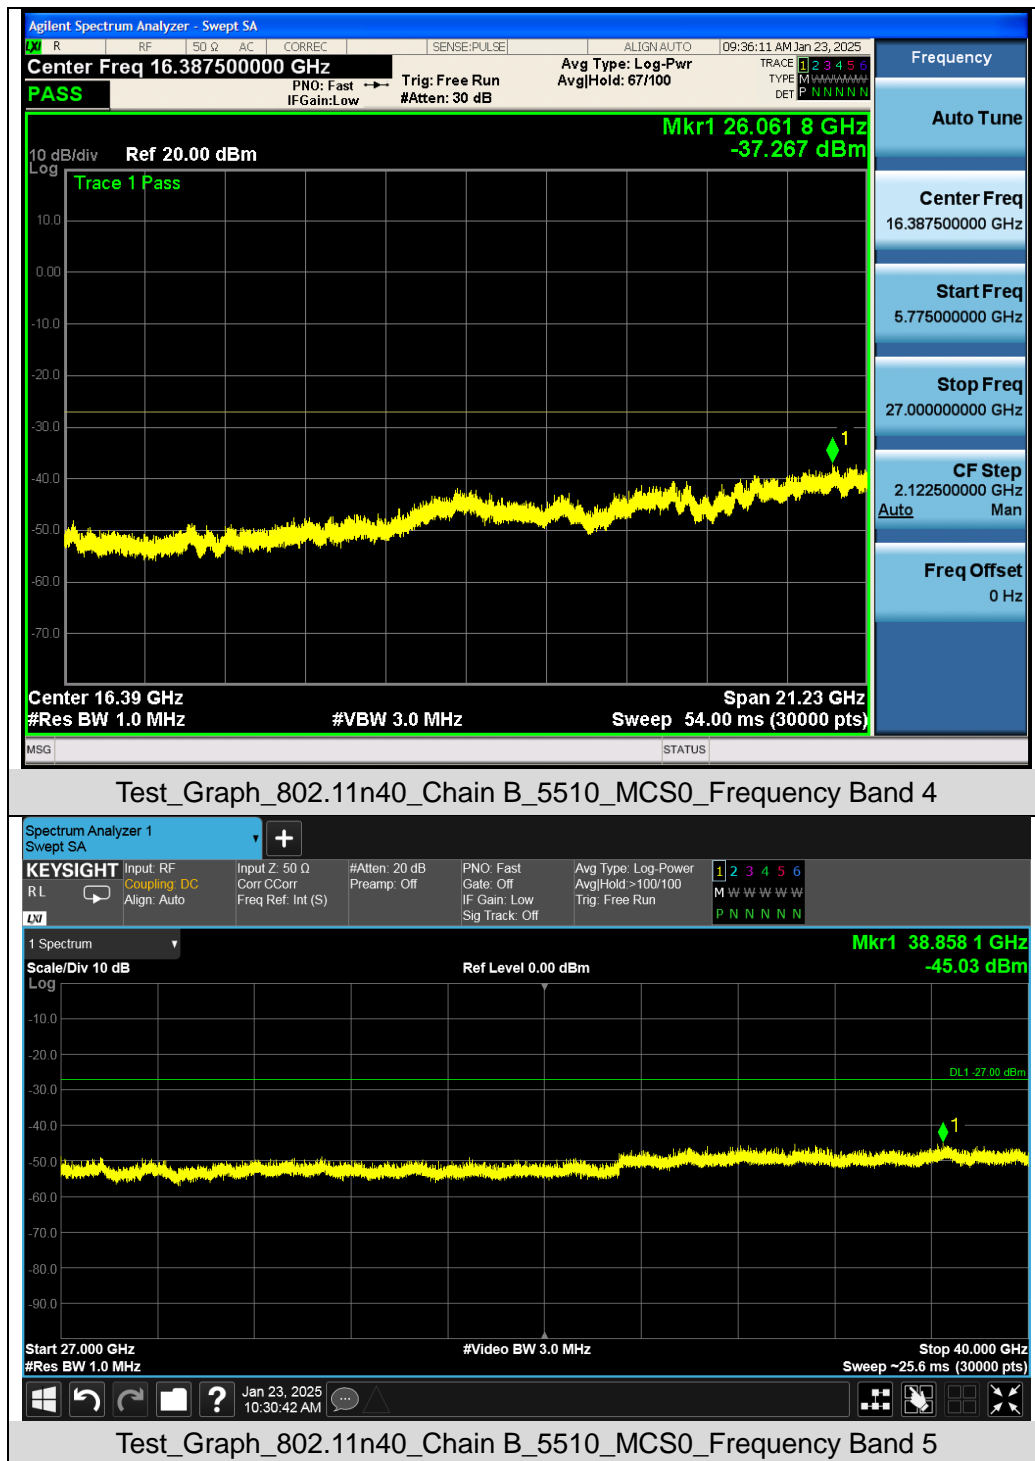 Agilent Spectrum Analyzer - Swept SA
LXI R RF 50 Ω AC CORREC SENSE:PULSE ALIGN AUTO 09:36:11 AM Jan 23, 2025
Center Freq 16.387500000 GHz
PASS
PNO: Fast
IFGain:Low
Trig: Free Run
#Atten: 30 dB
Avg Type: Log-Pwr
Avg|Hold: 67/100
TRACE 1 2 3 4 5 6
TYPE M W W W W W
DET P N N N N N
Mkr1 26.061 8 GHz
-37.267 dBm
10 dB/div Ref 20.00 dBm
Log
Trace 1 Pass
10.0
0.00
-10.0
-20.0
-30.0
-40.0
-50.0
-60.0
-70.0
1
Center 16.39 GHz Span 21.23 GHz
#Res BW 1.0 MHz #VBW 3.0 MHz Sweep 54.00 ms (30000 pts)
MSG STATUS
Frequency
Auto Tune
Center Freq
16.387500000 GHz
Start Freq
5.775000000 GHz
Stop Freq
27.000000000 GHz
CF Step
2.122500000 GHz
Auto Man
Freq Offset
0 Hz
Test_Graph_802.11n40_Chain B_5510_MCS0_Frequency Band 4
Spectrum Analyzer 1
Swept SA
+
KEYSIGHT
RL
LXI
Input: RF
Coupling: DC
Align: Auto
Input Z: 50 Ω
Corr CCorr
Freq Ref: Int (S)
#Atten: 20 dB
Preamp: Off
PNO: Fast
Gate: Off
IF Gain: Low
Sig Track: Off
Avg Type: Log-Power
Avg|Hold:>100/100
Trig: Free Run
1 2 3 4 5 6
M W W W W W
P N N N N N
1 Spectrum
Mkr1 38.858 1 GHz
Scale/Div 10 dB Ref Level 0.00 dBm -45.03 dBm
Log
-10.0
-20.0
-30.0
-40.0
-50.0
-60.0
-70.0
-80.0
-90.0
DL1 -27.00 dBm
1
Start 27.000 GHz #Video BW 3.0 MHz Stop 40.000 GHz
#Res BW 1.0 MHz Sweep ~25.6 ms (30000 pts)
?
Jan 23, 2025
10:30:42 AM
Test_Graph_802.11n40_Chain B_5510_MCS0_Frequency Band 5